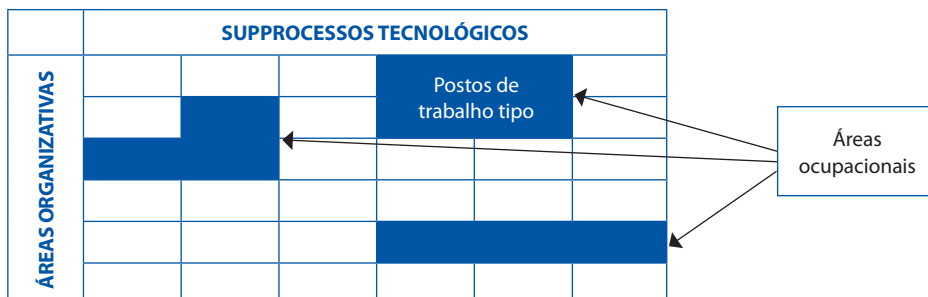 SUPPROCESSOS TECNOLÓGICOS
ÁREAS ORGANIZATIVAS
Postos de
trabalho tipo
Áreas
ocupacionais